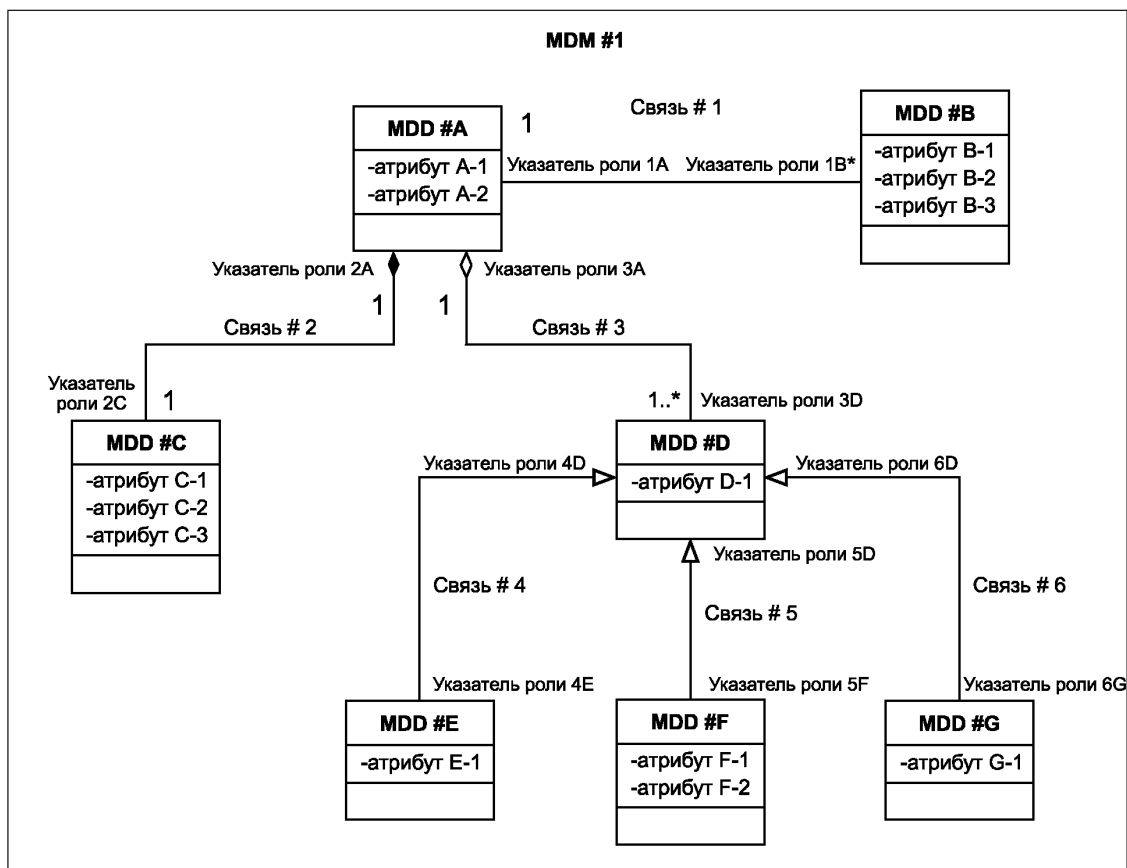 MDM #1
Связь # 1
MDD #A
1
MDD #B
-атрибут A-1
-атрибут A-2
Указатель роли 1A
Указатель роли 1B*
-атрибут B-1
-атрибут B-2
-атрибут B-3
Указатель роли 2A
Указатель роли 3A
1
1
Связь # 2
Связь # 3
Указатель
роли 2C
1
1..*
Указатель роли 3D
MDD #C
-атрибут C-1
-атрибут C-2
-атрибут C-3
MDD #D
-атрибут D-1
Указатель роли 4D
Указатель роли 6D
Указатель роли 5D
Связь # 4
Связь # 5
Связь # 6
Указатель роли 4E
Указатель роли 5F
Указатель роли 6G
MDD #E
-атрибут E-1
MDD #F
-атрибут F-1
-атрибут F-2
MDD #G
-атрибут G-1